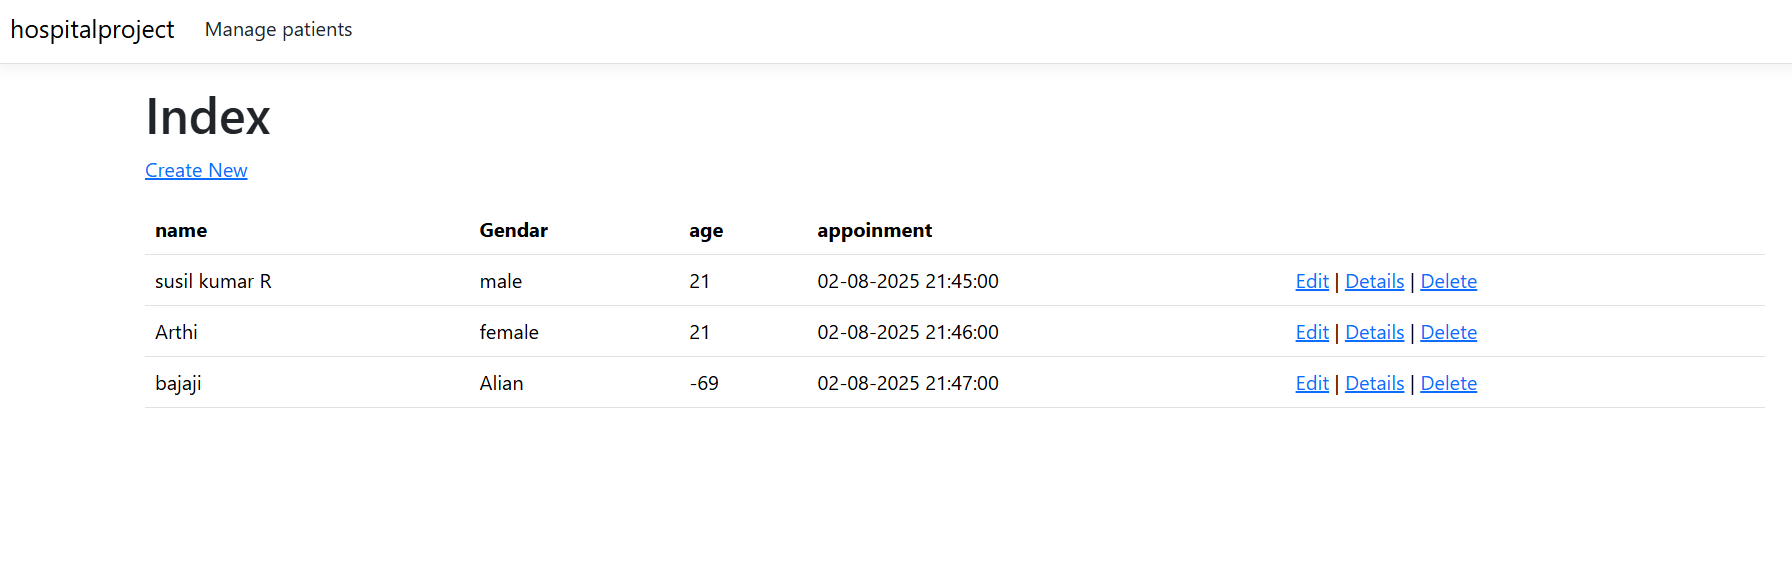 hospitalproject Manage patients
Index
Create New
name Gendar age appoinment
susil kumar R male 21 02-08-2025 21:45:00 Edit | Details | Delete
Arthi female 21 02-08-2025 21:46:00 Edit | Details | Delete
bajaji Alian -69 02-08-2025 21:47:00 Edit | Details | Delete